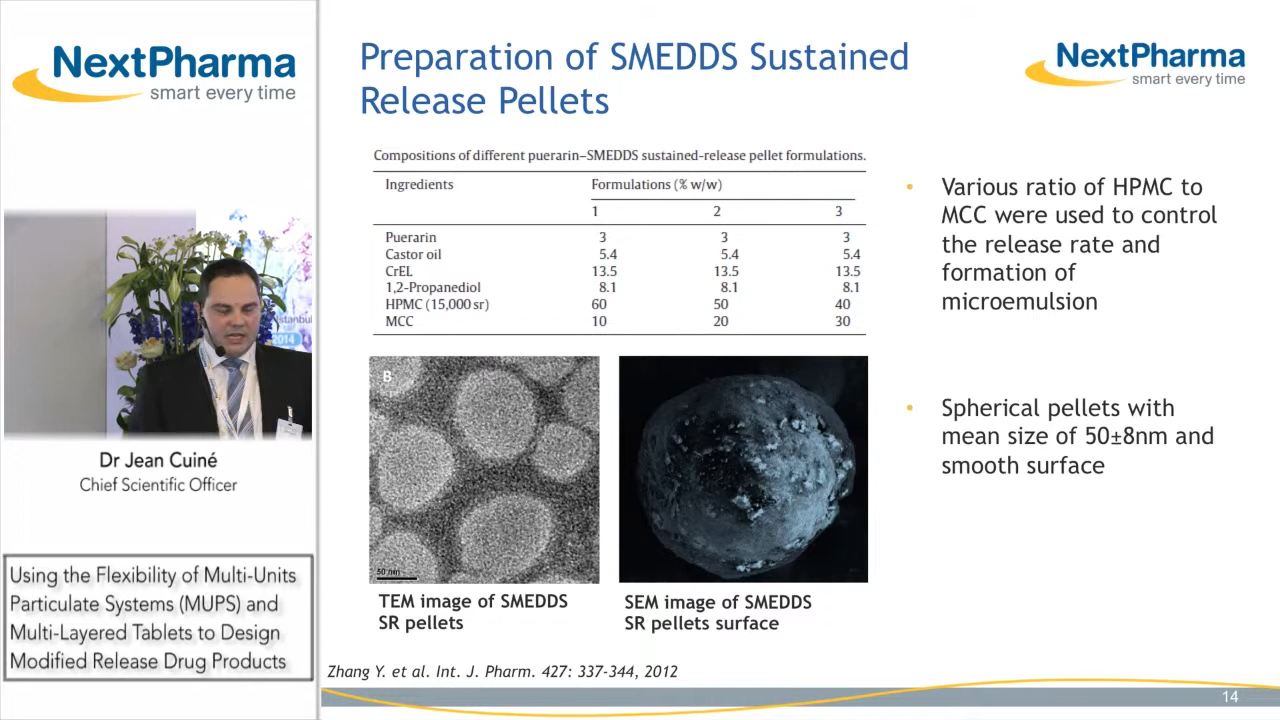 NextPharma
smart every time
Istanbul
2014
Dr Jean Cuiné
Chief Scientific Officer
Using the Flexibility of Multi-Units
Particulate Systems (MUPS) and
Multi-Layered Tablets to Design
Modified Release Drug Products
Preparation of SMEDDS Sustained
Release Pellets
NextPharma
smart every time
Compositions of different puerarin–SMEDDS sustained-release pellet formulations.
Ingredients Formulations (% w/w)
1 2 3
Puerarin 3 3 3
Castor oil 5.4 5.4 5.4
CrEL 13.5 13.5 13.5
1,2-Propanediol 8.1 8.1 8.1
HPMC (15,000 sr) 60 50 40
MCC 10 20 30
B
50 nm
TEM image of SMEDDS
SR pellets
SEM image of SMEDDS
SR pellets surface
• Various ratio of HPMC to
MCC were used to control
the release rate and
formation of
microemulsion
• Spherical pellets with
mean size of 50±8nm and
smooth surface
Zhang Y. et al. Int. J. Pharm. 427: 337-344, 2012
14